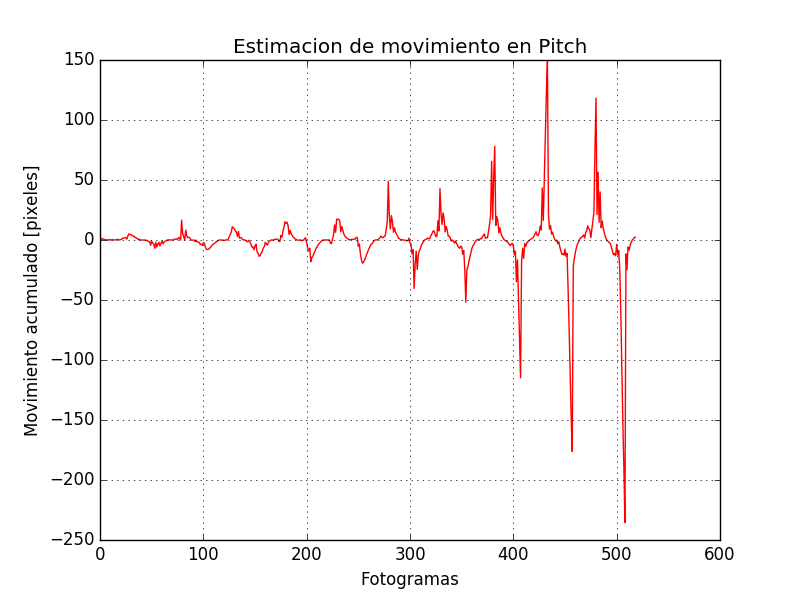 Estimacion de movimiento en Pitch
Movimiento acumulado [pixeles]
150
100
50
0
−50
−100
−150
−200
−250
0 100 200 300 400 500 600
Fotogramas